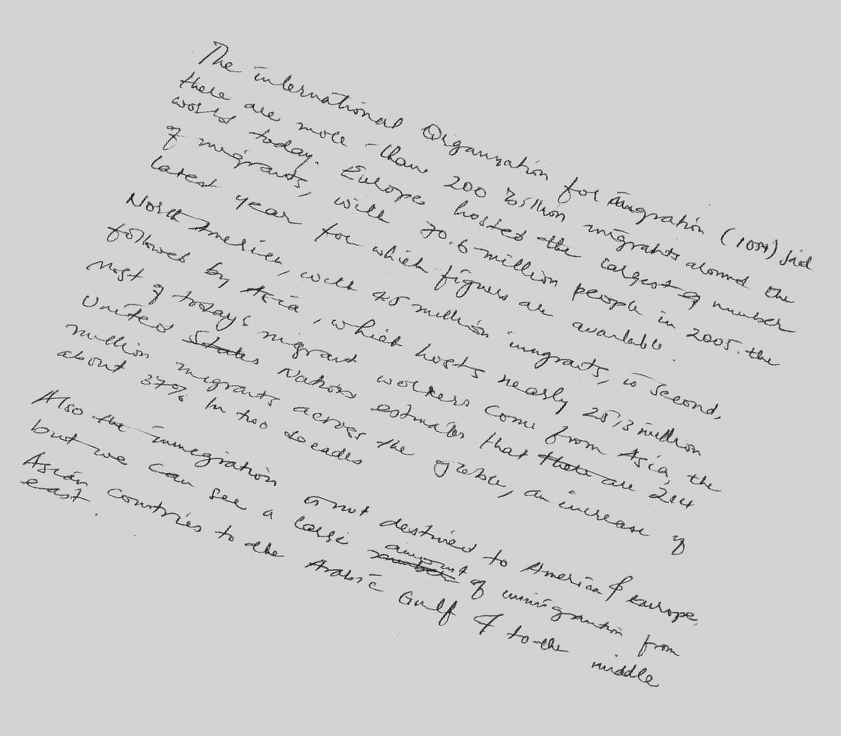 The international Organization for migration (IOM) said
there are more than 200 billion migrants around the
world today. Europe hosted the largest number
of migrants, with 70.6 million people in 2005. the
latest year for which figures are available.
North America, with 45 million immigrants, is second,
followed by Asia, which hosts nearly 25.3 million
most of today's migrant workers come from Asia, the
United Nations estimates that there are 214
million migrants across the globe, an increase of
about 37% In two decades
Also the immigration is not destined to America & europe,
but we can see a large amount of immigration from
Asian countries to the Arabic Gulf & to the middle
east.